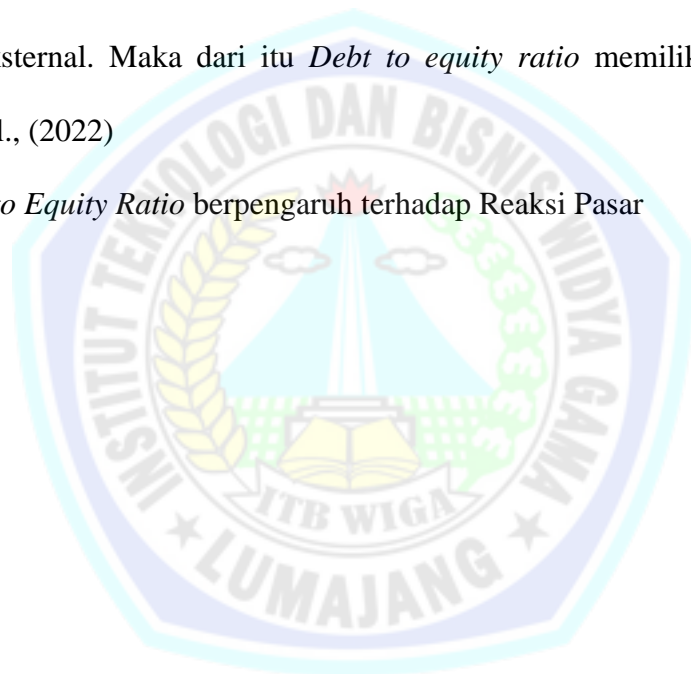 ksternal. Maka dari itu Debt to equity ratio memilik
l., (2022)
o Equity Ratio berpengaruh terhadap Reaksi Pasar
INSTITUT TEKNOLOGI DAN BISNIS WIDYA GAMA
ITB WIGA
LUMAJANG